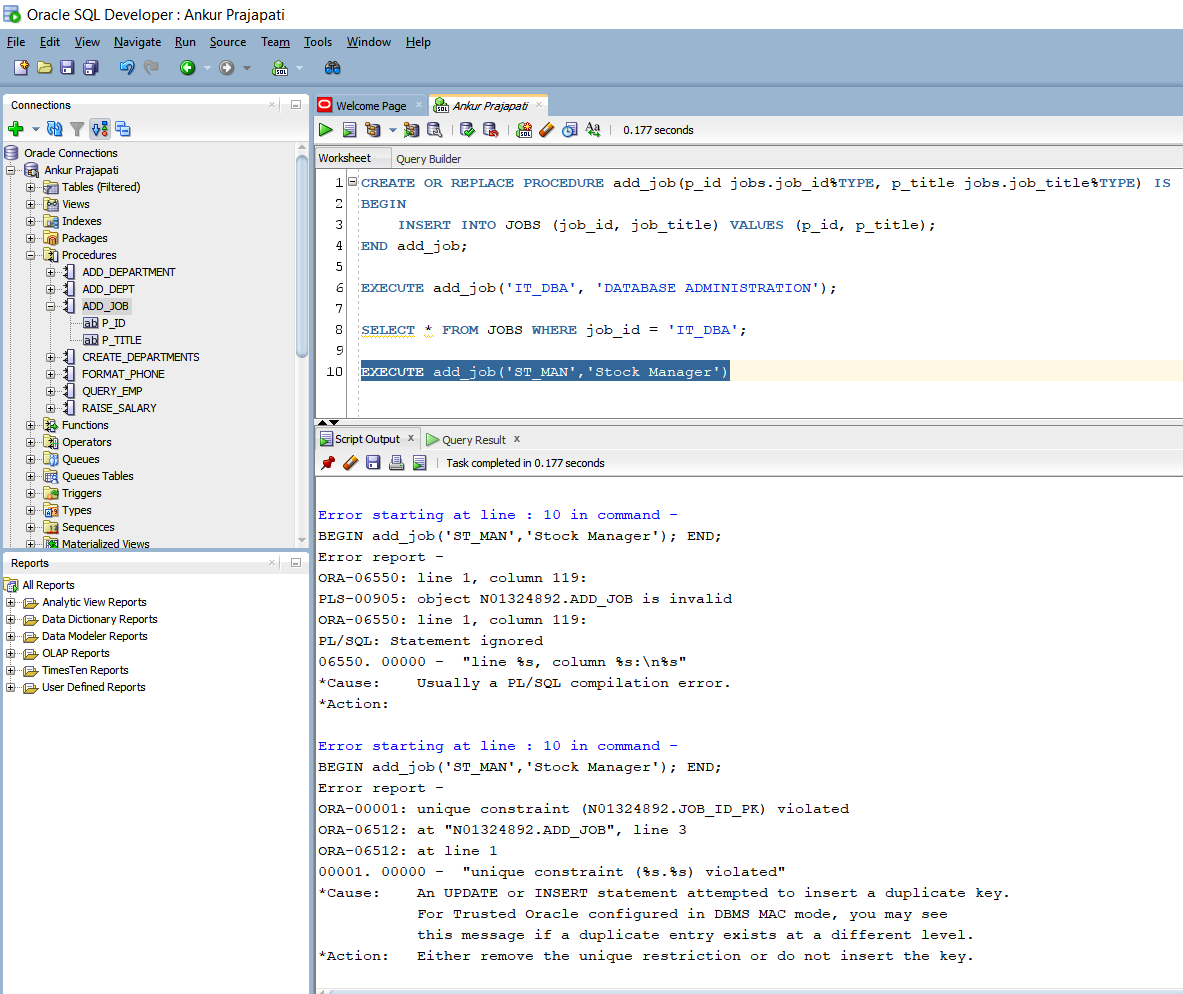 Oracle SQL Developer : Ankur Prajapati
File Edit View Navigate Run Source Team Tools Window Help
Connections
Oracle Connections
Ankur Prajapati
Tables (Filtered)
Views
Indexes
Packages
Procedures
ADD_DEPARTMENT
ADD_DEPT
ADD_JOB
P_ID
P_TITLE
CREATE_DEPARTMENTS
FORMAT_PHONE
QUERY_EMP
RAISE_SALARY
Functions
Operators
Queues
Queues Tables
Triggers
Types
Sequences
Materialized Views
Reports
All Reports
Analytic View Reports
Data Dictionary Reports
Data Modeler Reports
OLAP Reports
TimesTen Reports
User Defined Reports
Welcome Page Ankur Prajapati
0.177 seconds
Worksheet Query Builder
1 CREATE OR REPLACE PROCEDURE add_job(p_id jobs.job_id%TYPE, p_title jobs.job_title%TYPE) IS
2 BEGIN
3 INSERT INTO JOBS (job_id, job_title) VALUES (p_id, p_title);
4 END add_job;
5
6 EXECUTE add_job('IT_DBA', 'DATABASE ADMINISTRATION');
7
8 SELECT * FROM JOBS WHERE job_id = 'IT_DBA';
9
10 EXECUTE add_job('ST_MAN','Stock Manager')
Script Output x Query Result x
Task completed in 0.177 seconds
Error starting at line : 10 in command -
BEGIN add_job('ST_MAN','Stock Manager'); END;
Error report -
ORA-06550: line 1, column 119:
PLS-00905: object N01324892.ADD_JOB is invalid
ORA-06550: line 1, column 119:
PL/SQL: Statement ignored
06550. 00000 - "line %s, column %s:\n%s"
*Cause: Usually a PL/SQL compilation error.
*Action:
Error starting at line : 10 in command -
BEGIN add_job('ST_MAN','Stock Manager'); END;
Error report -
ORA-00001: unique constraint (N01324892.JOB_ID_PK) violated
ORA-06512: at "N01324892.ADD_JOB", line 3
ORA-06512: at line 1
00001. 00000 - "unique constraint (%s.%s) violated"
*Cause: An UPDATE or INSERT statement attempted to insert a duplicate key.
For Trusted Oracle configured in DBMS MAC mode, you may see
this message if a duplicate entry exists at a different level.
*Action: Either remove the unique restriction or do not insert the key.